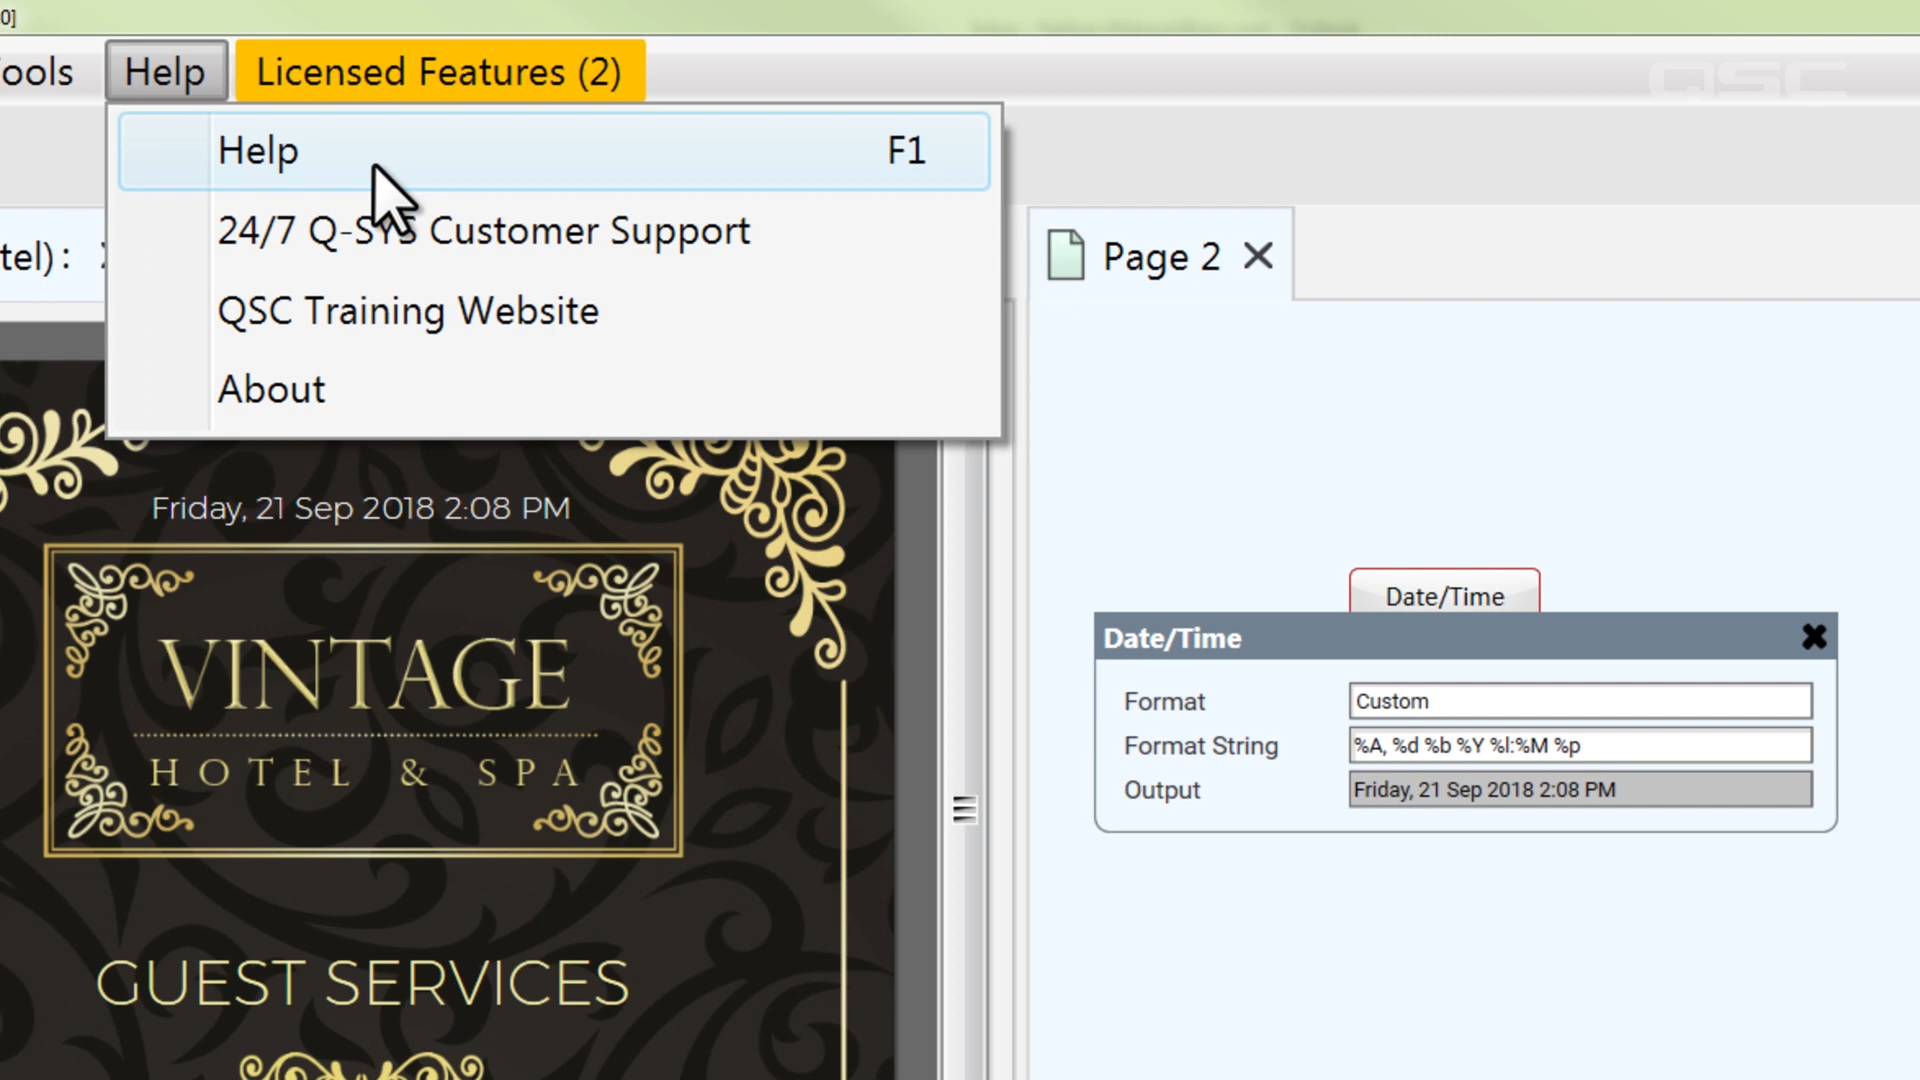 0]
ools
Help
Licensed Features (2)
QSC
Help F1
24/7 Q-SYS Customer Support
QSC Training Website
About
tel):
Page 2
Friday, 21 Sep 2018 2:08 PM
VINTAGE
HOTEL & SPA
GUEST SERVICES
Date/Time
Date/Time
Format Custom
Format String %A, %d %b %Y %l:%M %p
Output Friday, 21 Sep 2018 2:08 PM